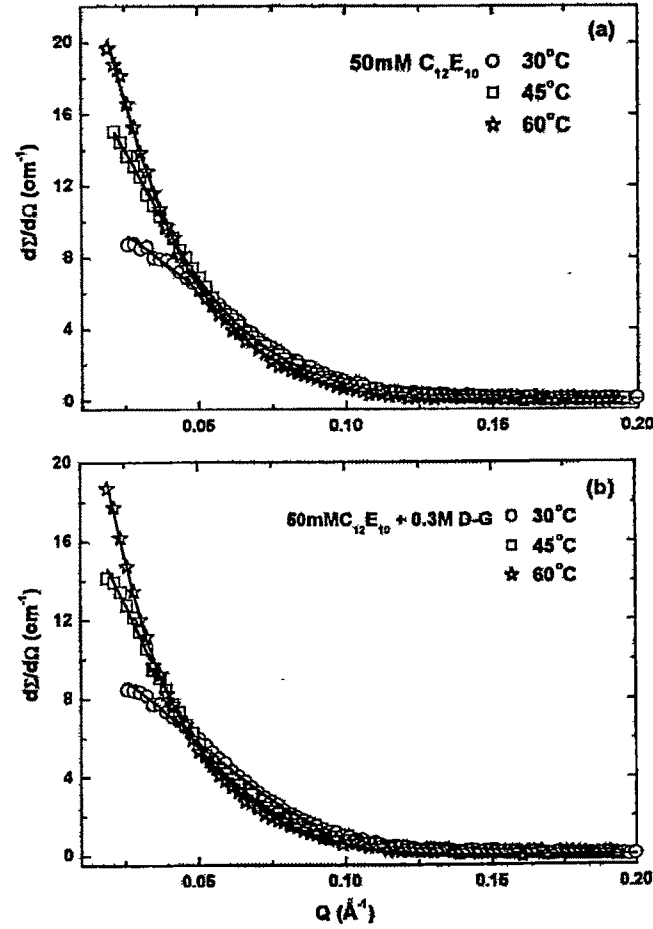 (a)
50mM C₁₂E₁₀ ○ 30°C
□ 45°C
☆ 60°C
dΣ/dΩ (cm⁻¹)
20
16
12
8
4
0
0.05 0.10 0.15 0.20
(b)
50mMC₁₂E₁₀ + 0.3M D-G ○ 30°C
□ 45°C
☆ 60°C
dΣ/dΩ (cm⁻¹)
20
16
12
8
4
0
0.05 0.10 0.15 0.20
Q (Å⁻¹)